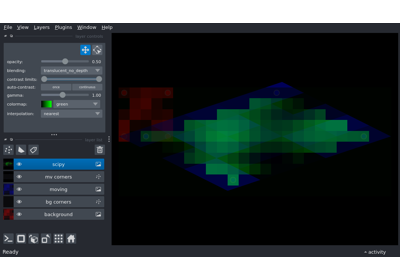 File View Layers Plugins Window Help
opacity: 0.50
blending: translucent_no_depth
contrast limits:
auto-contrast: once continuous
gamma: 1.00
colormap: green
interpolation: nearest
scipy
mv corners
moving
bg corners
background
Ready
activity